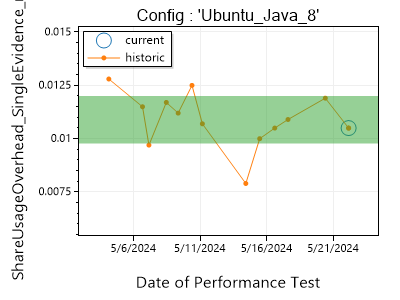 Config : 'Ubuntu_Java_8'
current
historic
0.015
0.0125
0.01
0.0075
ShareUsageOverhead_SingleEvidence_
5/6/2024
5/11/2024
5/16/2024
5/21/2024
Date of Performance Test